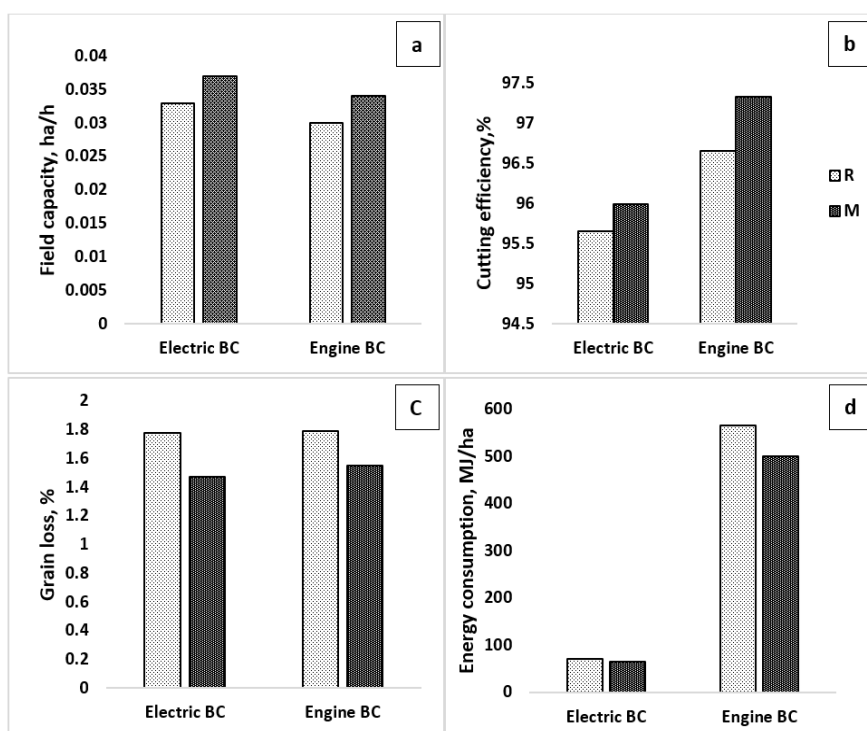 a
Field capacity, ha/h
0.04
0.035
0.03
0.025
0.02
0.015
0.01
0.005
0
Electric BC Engine BC
b
Cutting efficiency,%
97.5
97
96.5
96
95.5
95
94.5
Electric BC Engine BC
R
M
C
Grain loss, %
2
1.8
1.6
1.4
1.2
1
0.8
0.6
0.4
0.2
0
Electric BC Engine BC
d
Energy consumption, MJ/ha
600
500
400
300
200
100
0
Electric BC Engine BC